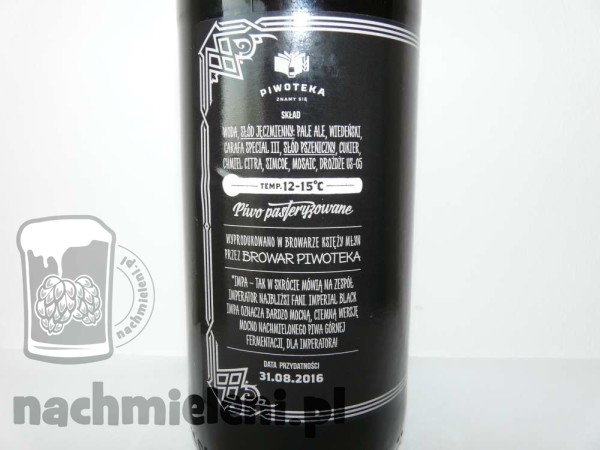 PIWOTEKA
ZNAMY SIĘ
SKŁAD
WODA, SŁÓD JĘCZMIENNY: PALE ALE, WIEDEŃSKI,
CARAFA SPECIAL III, SŁÓD PSZENICZNY, CUKIER,
CHMIEL CITRA, SIMCOE, MOSAIC, DROŻDŻE US-05
TEMP. 12-15°C
Piwo pasteryzowane
WYPRODUKOWANO W BROWARZE KSIĘŻY MŁYN
PRZEZ BROWAR PIWOTEKA
"IMPA – TAK W SKRÓCIE MÓWIĄ NA ZESPÓŁ
IMPERATOR NAJBLIŻSI FANI. IMPERIAL BLACK
IMPA OZNACZA BARDZO MOCNĄ, CIEMNĄ WERSJĘ
MOCNO NACHMIELONEGO PIWA GÓRNEJ
FERMENTACJI, DLA IMPERATORA!
DATA PRZYDATNOŚCI
31.08.2016
nachmieleni.pl
nachmieleni.pl